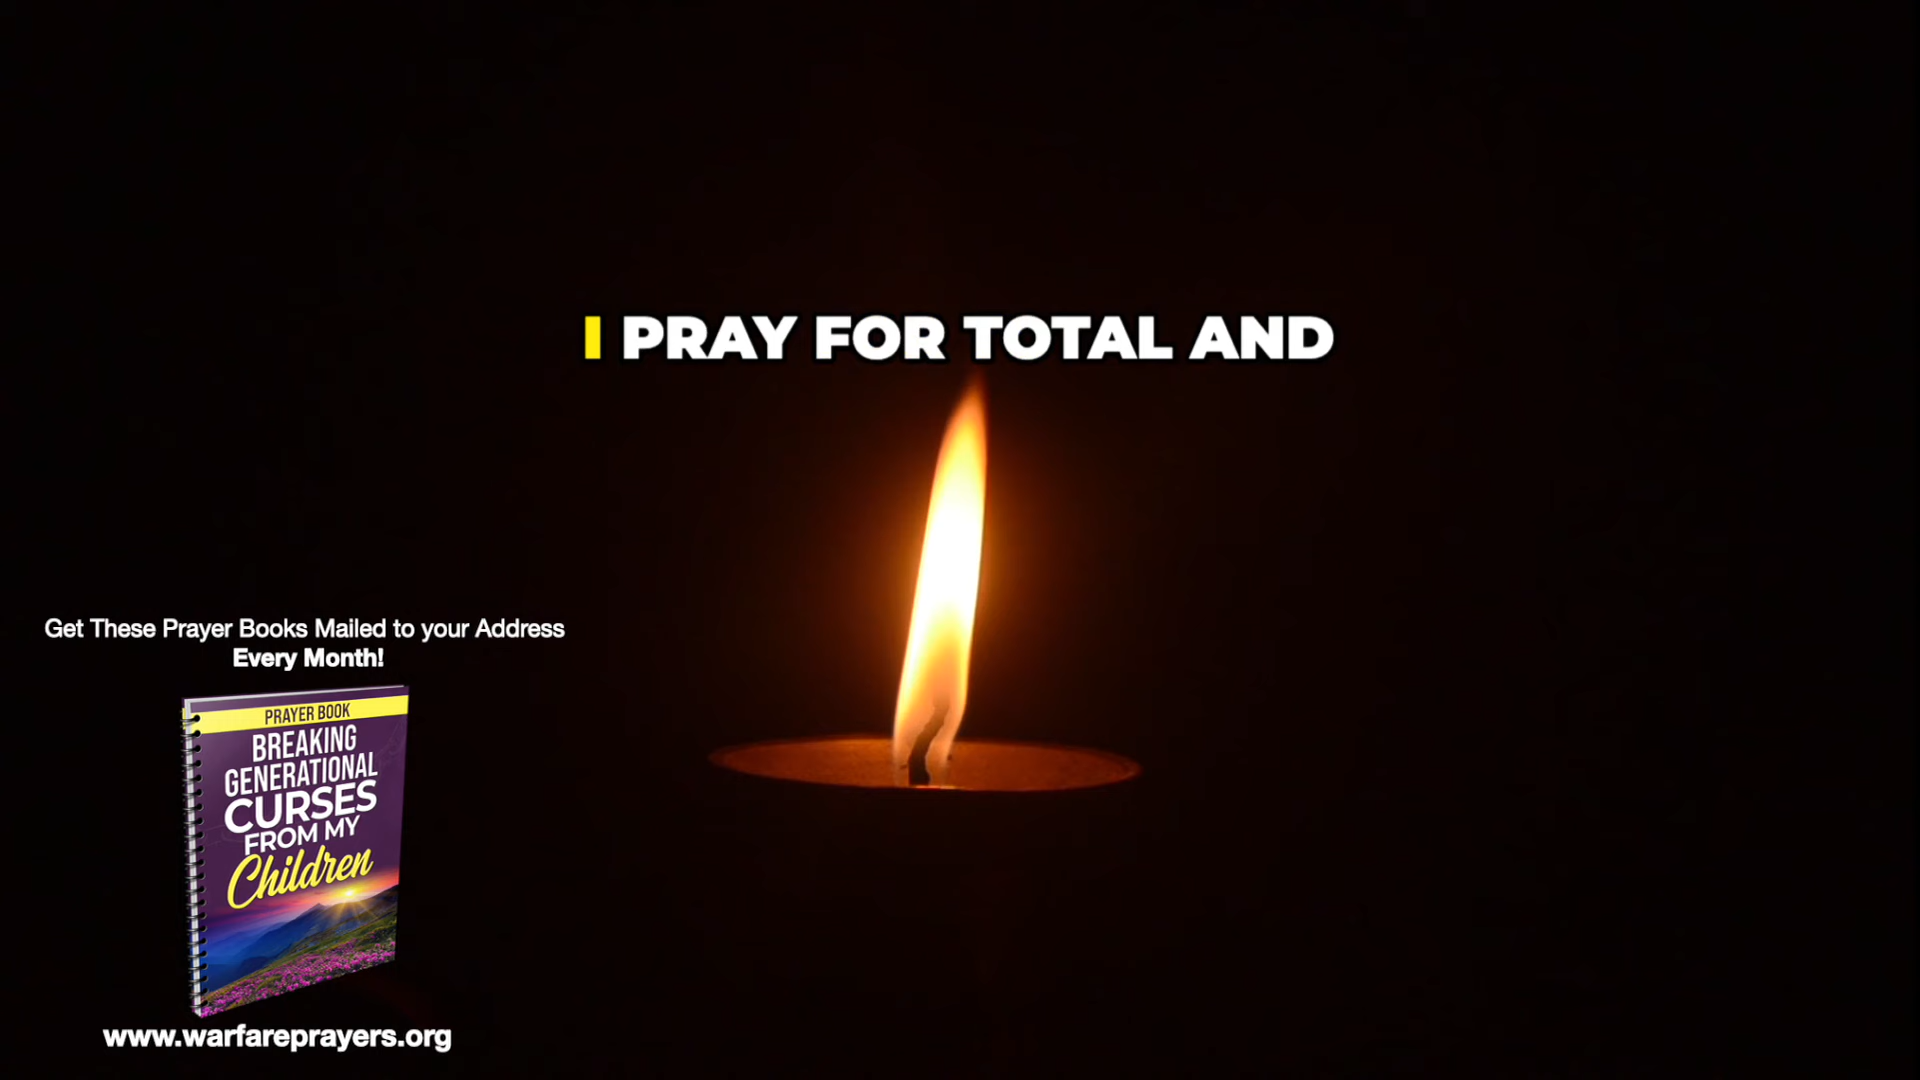 I PRAY FOR TOTAL AND
Get These Prayer Books Mailed to your Address
Every Month!
PRAYER BOOK
BREAKING
GENERATIONAL
CURSES
FROM MY
Children
www.warfareprayers.org